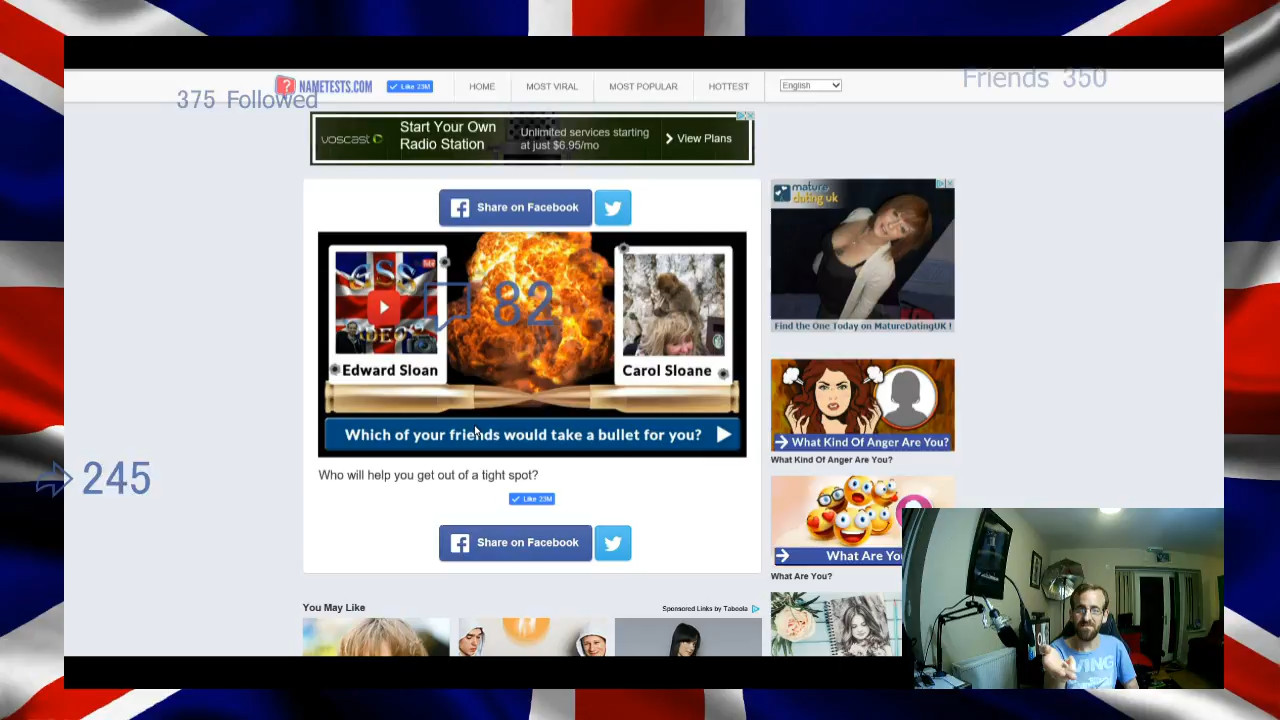 NAMETESTS.COM
Like 23M
HOME
MOST VIRAL
MOST POPULAR
HOTTEST
English
Friends 350
375 Followed
voscast
Start Your Own
Radio Station
Unlimited services starting
at just $6.95/mo
View Plans
Share on Facebook
mature
dating uk
Find the One Today on MatureDatingUK !
GSS
82
Edward Sloan
Carol Sloane
Which of your friends would take a bullet for you?
Who will help you get out of a tight spot?
Like 23M
Share on Facebook
What Kind Of Anger Are You?
What Kind Of Anger Are You?
245
What Are Yo
What Are You?
You May Like
Sponsored Links by Taboola